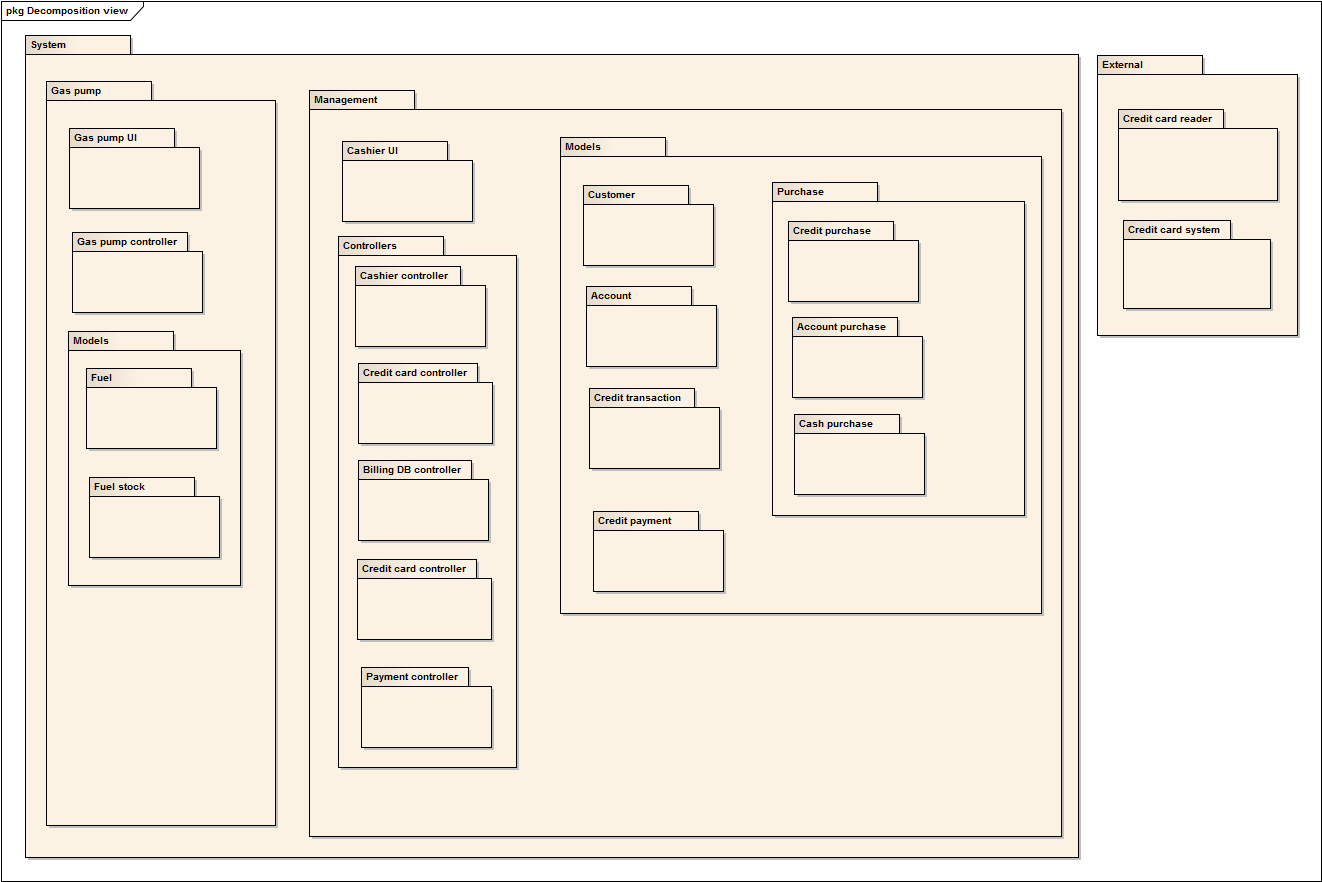 pkg Decomposition view
System
Gas pump
Gas pump UI
Gas pump controller
Models
Fuel
Fuel stock
Management
Cashier UI
Controllers
Cashier controller
Credit card controller
Billing DB controller
Credit card controller
Payment controller
Models
Customer
Account
Credit transaction
Credit payment
Purchase
Credit purchase
Account purchase
Cash purchase
External
Credit card reader
Credit card system